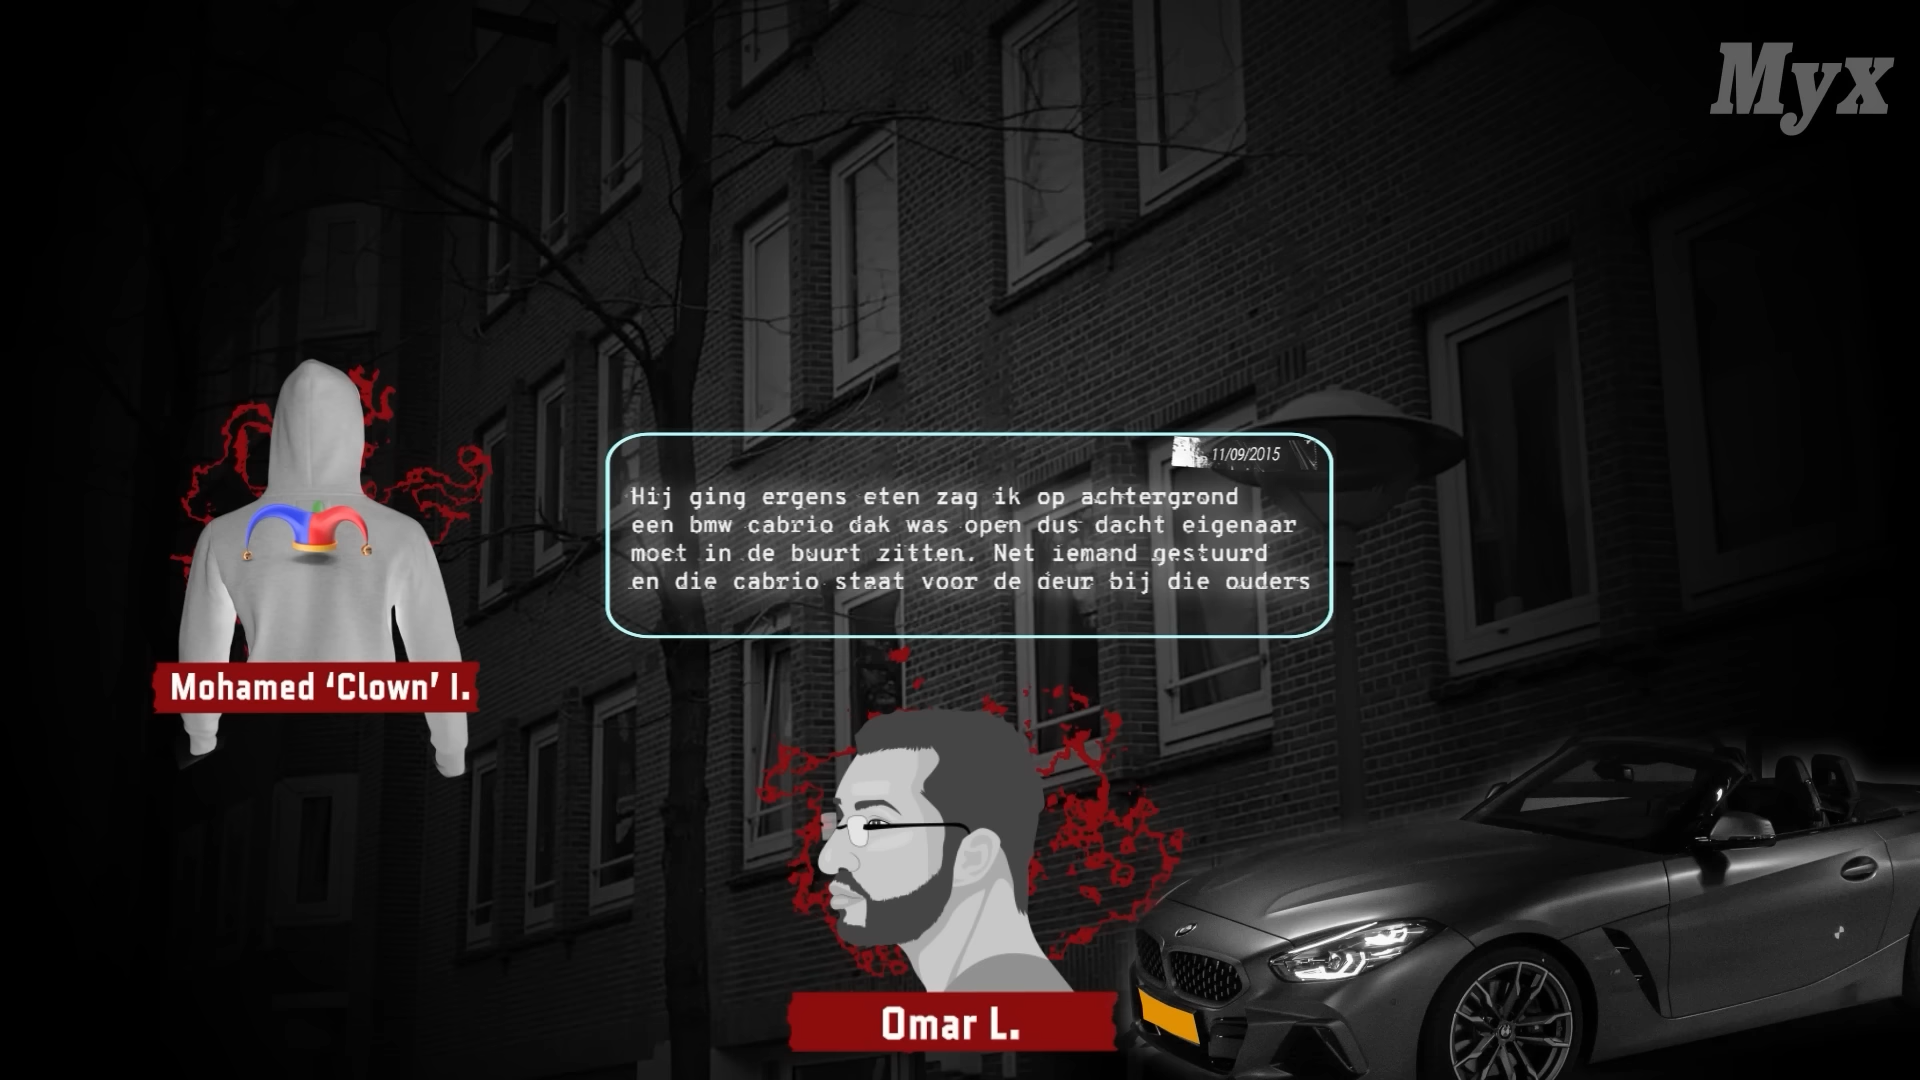 Myx
11/09/2015
Hij ging ergens eten zag ik op achtergrond
een bmw cabrio dak was open dus dacht eigenaar
moet in de buurt zitten. Net iemand gestuurd
en die cabrio staat voor de deur bij die ouders
Mohamed ‘Clown’ I.
Omar L.